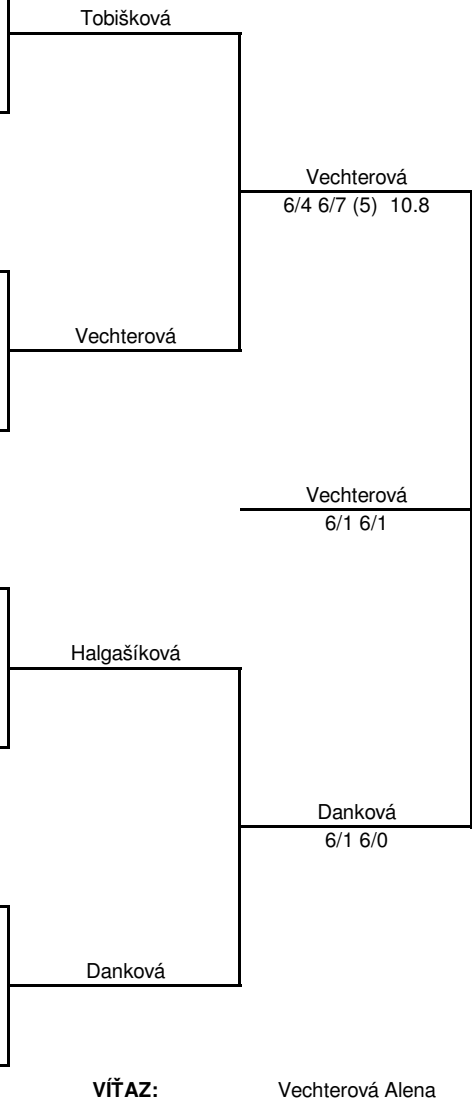 Tobišková
Vechterová
6/4 6/7 (5)  10.8
Vechterová
Vechterová
6/1 6/1
Halgašíková
Danková
6/1 6/0
Danková
VÍŤAZ: Vechterová Alena